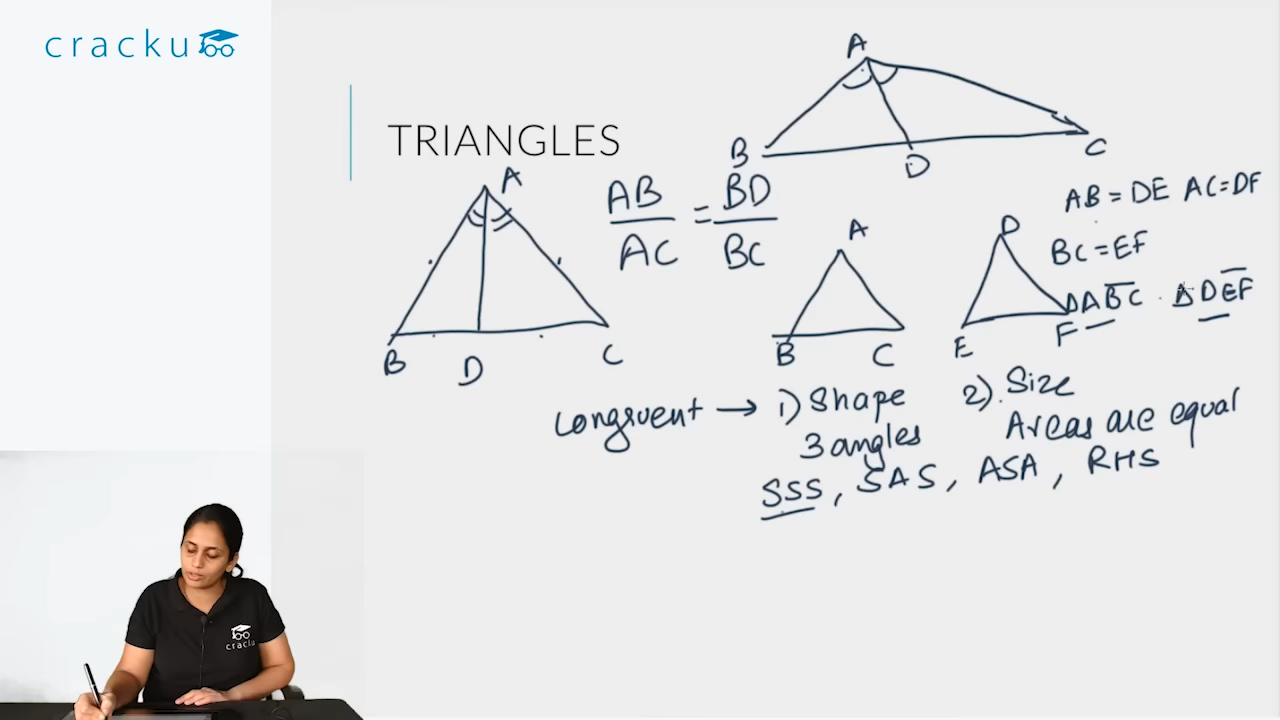 cracku
TRIANGLES
A
B
D
C
A
B
D
C
AB/AC = BD/BC
A
B
C
D
E
F
AB = DE AC = DF
BC = EF
ΔABC . ΔDEF
Congruent → 1) Shape
3 angles
2). Size
Areas are equal
SSS, SAS, ASA, RHS
cracku